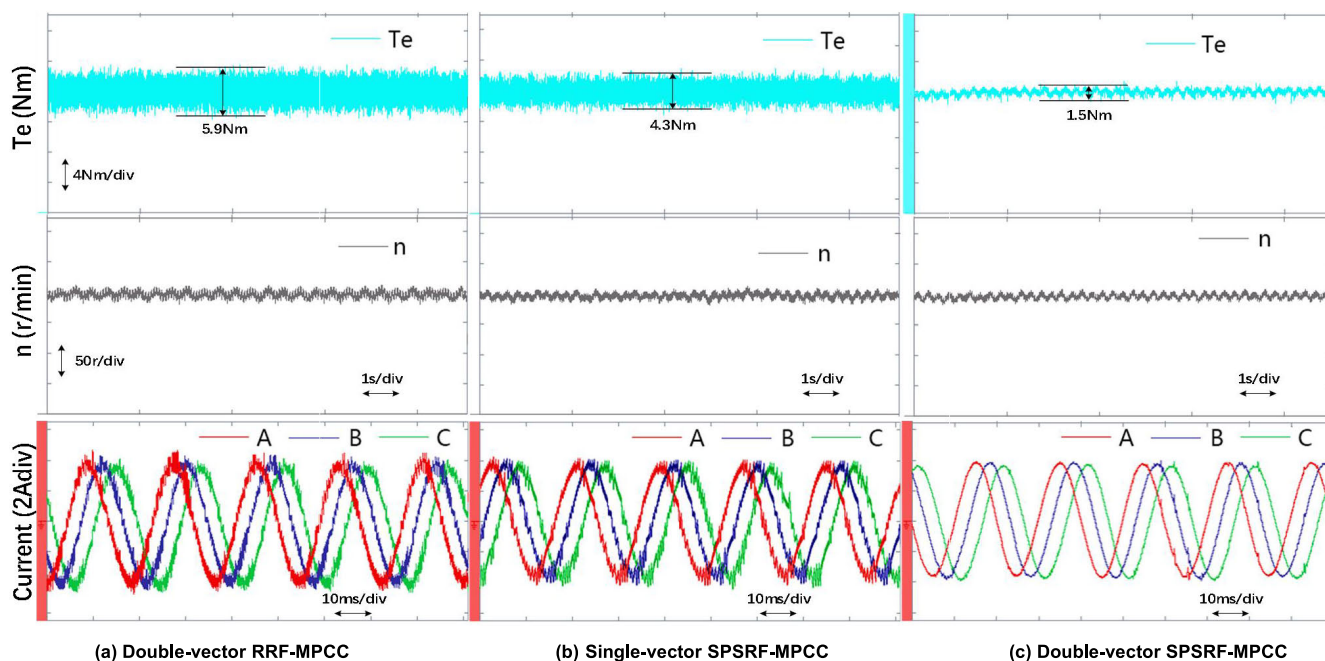 Te (Nm)
Te
5.9Nm
4Nm/div
Te
4.3Nm
Te
1.5Nm
n (r/min)
n
50r/div
1s/div
n
1s/div
n
1s/div
Current (2Adiv)
A B C
10ms/div
A B C
10ms/div
A B C
10ms/div
(a) Double-vector RRF-MPCC
(b) Single-vector SPSRF-MPCC
(c) Double-vector SPSRF-MPCC